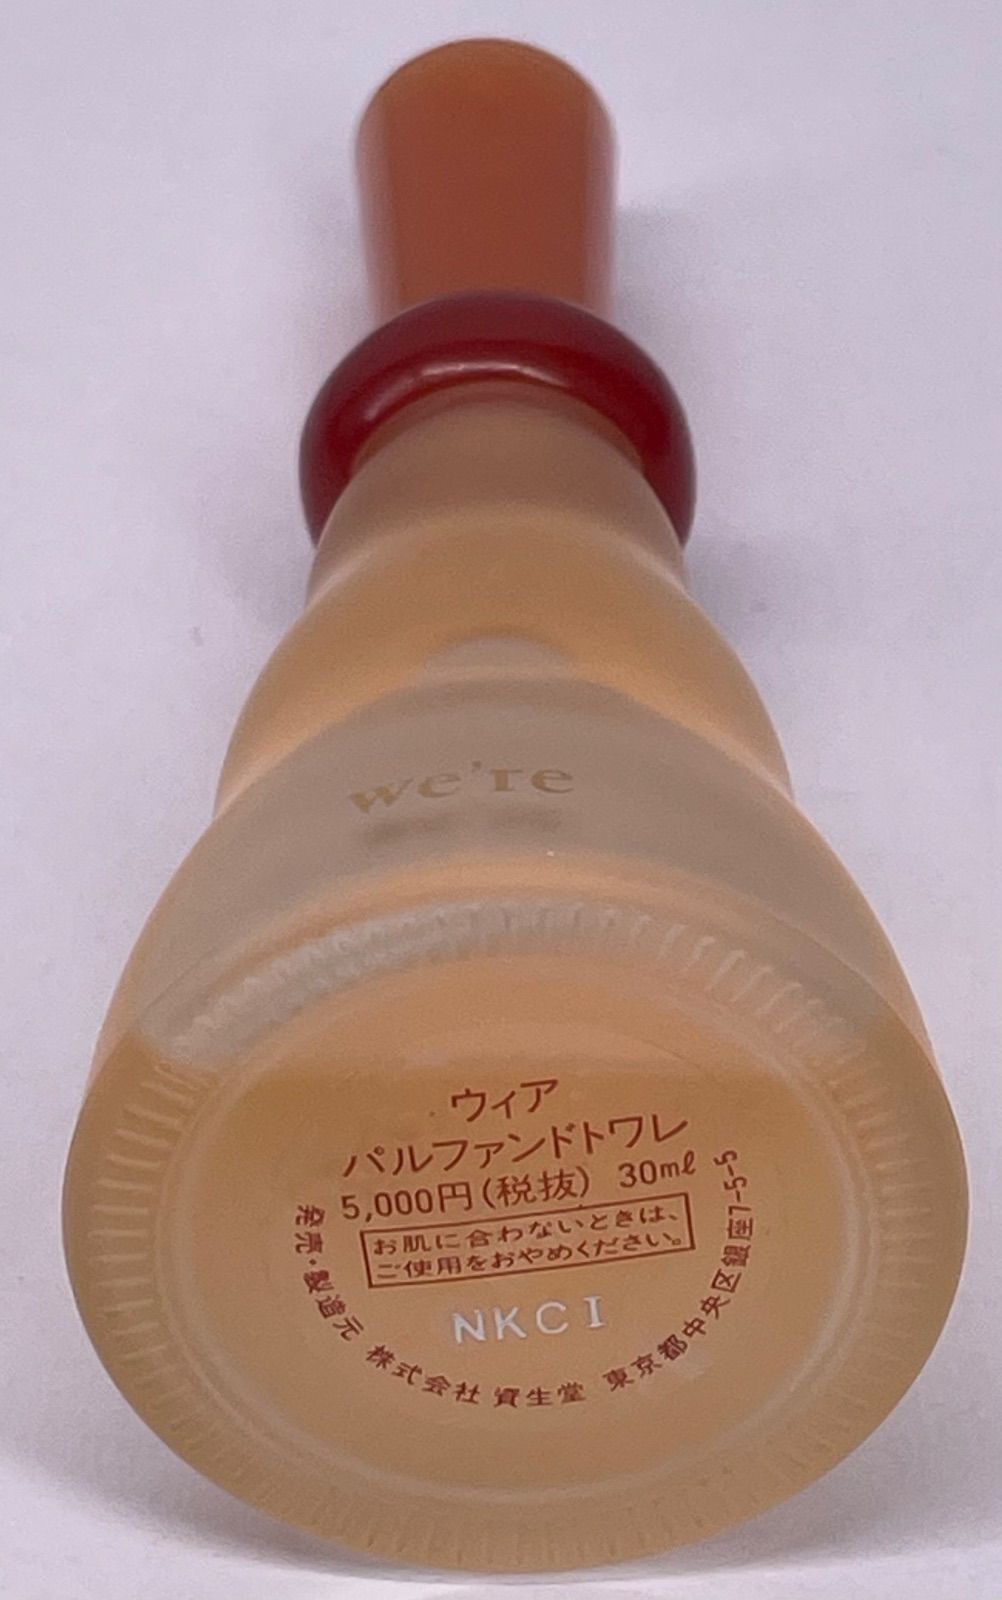 we're
ウィア
パルファンドトワレ
5,000円(税抜) 30mℓ
お肌に合わないときは、
ご使用をおやめください。
NKCI
発売・製造元 株式会社 資生堂 東京都中央区銀座7-5-5